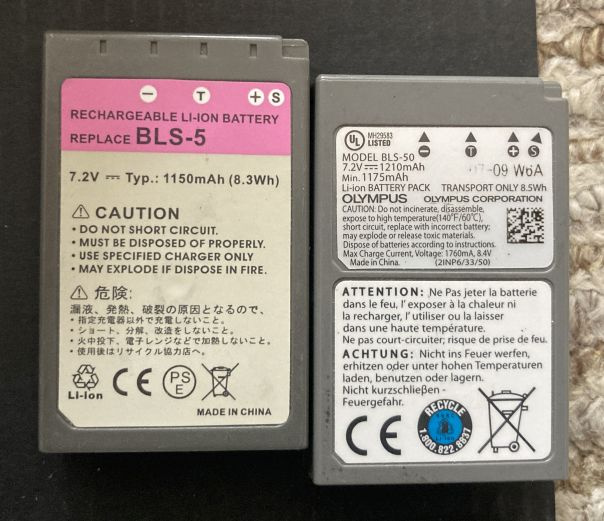 − T + S
RECHARGEABLE LI-ION BATTERY
REPLACE BLS-5
7.2V ⎓ Typ.: 1150mAh (8.3Wh)
⚠ CAUTION
• DO NOT SHORT CIRCUIT.
• MUST BE DISPOSED OF PROPERLY.
• USE SPECIFIED CHARGER ONLY
• MAY EXPLODE IF DISPOSED IN FIRE.
⚠ 危険:
漏液、発熱、破裂の原因となるので、
・指定充電器以外で充電しないこと。
・ショート、分解、改造をしないこと。
・火中投下、電子レンジなどで加熱しないこと。
・使用後はリサイクル協力店へ。
Li-ion CE PS E
MADE IN CHINA
UL LISTED
MH29583
− T + S
MODEL BLS-50
7.2V ⎓ 1210mAh
Min. 1175mAh
09 W6A
Li-ion BATTERY PACK TRANSPORT ONLY 8.5Wh
OLYMPUS OLYMPUS CORPORATION
CAUTION: Do not incinerate, disassemble,
expose to high temperature(140°F/60°C),
short circuit, replace with incorrect battery:
may explode or release toxic materials.
Dispose of batteries according to regulations.
Max Charge Current, Voltage: 1760mA, 8.4V
Made in China. (2INP6/33/50)
ATTENTION: Ne Pas jeter la batterie
dans le feu, l' exposer à la chaleur ni
la recharger, l' utiliser ou la laisser
dans une haute température.
Ne pas court-circuiter; risque de prise de feu.
ACHTUNG: Nicht ins Feuer werfen,
erhitzen oder unter hohen Temperaturen
laden, benutzen oder lagern.
Nicht kurzschließen -
Feuergefahr.
CE
RECYCLE
Li-Ion
1.800.822.8837